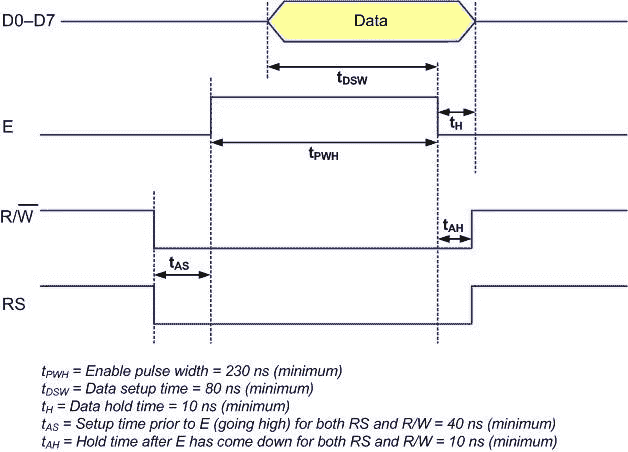 D0–D7
Data
tDSW
E
tH
tPWH
R/W̅
tAH
tAS
RS
tPWH = Enable pulse width = 230 ns (minimum)
tDSW = Data setup time = 80 ns (minimum)
tH = Data hold time = 10 ns (minimum)
tAS = Setup time prior to E (going high) for both RS and R/W = 40 ns (minimum)
tAH = Hold time after E has come down for both RS and R/W = 10 ns (minimum)